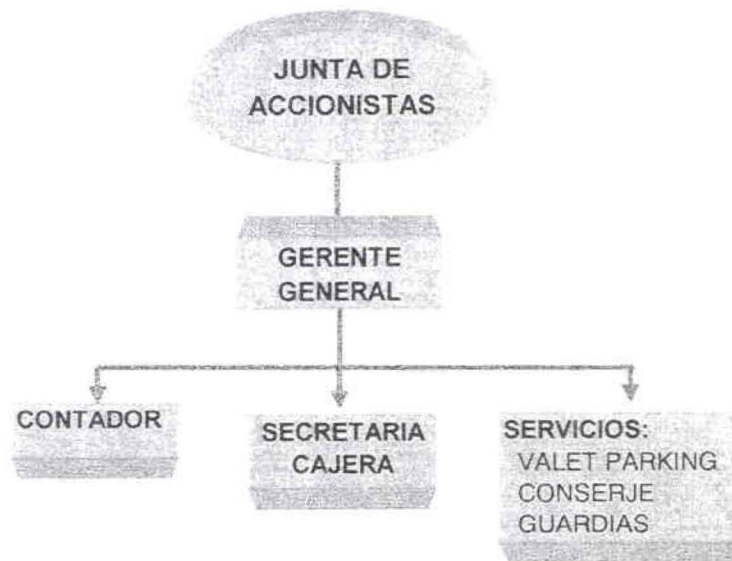 JUNTA DE
ACCIONISTAS
GERENTE
GENERAL
CONTADOR
SECRETARIA
CAJERA
SERVICIOS:
VALET PARKING
CONSERJE
GUARDIAS